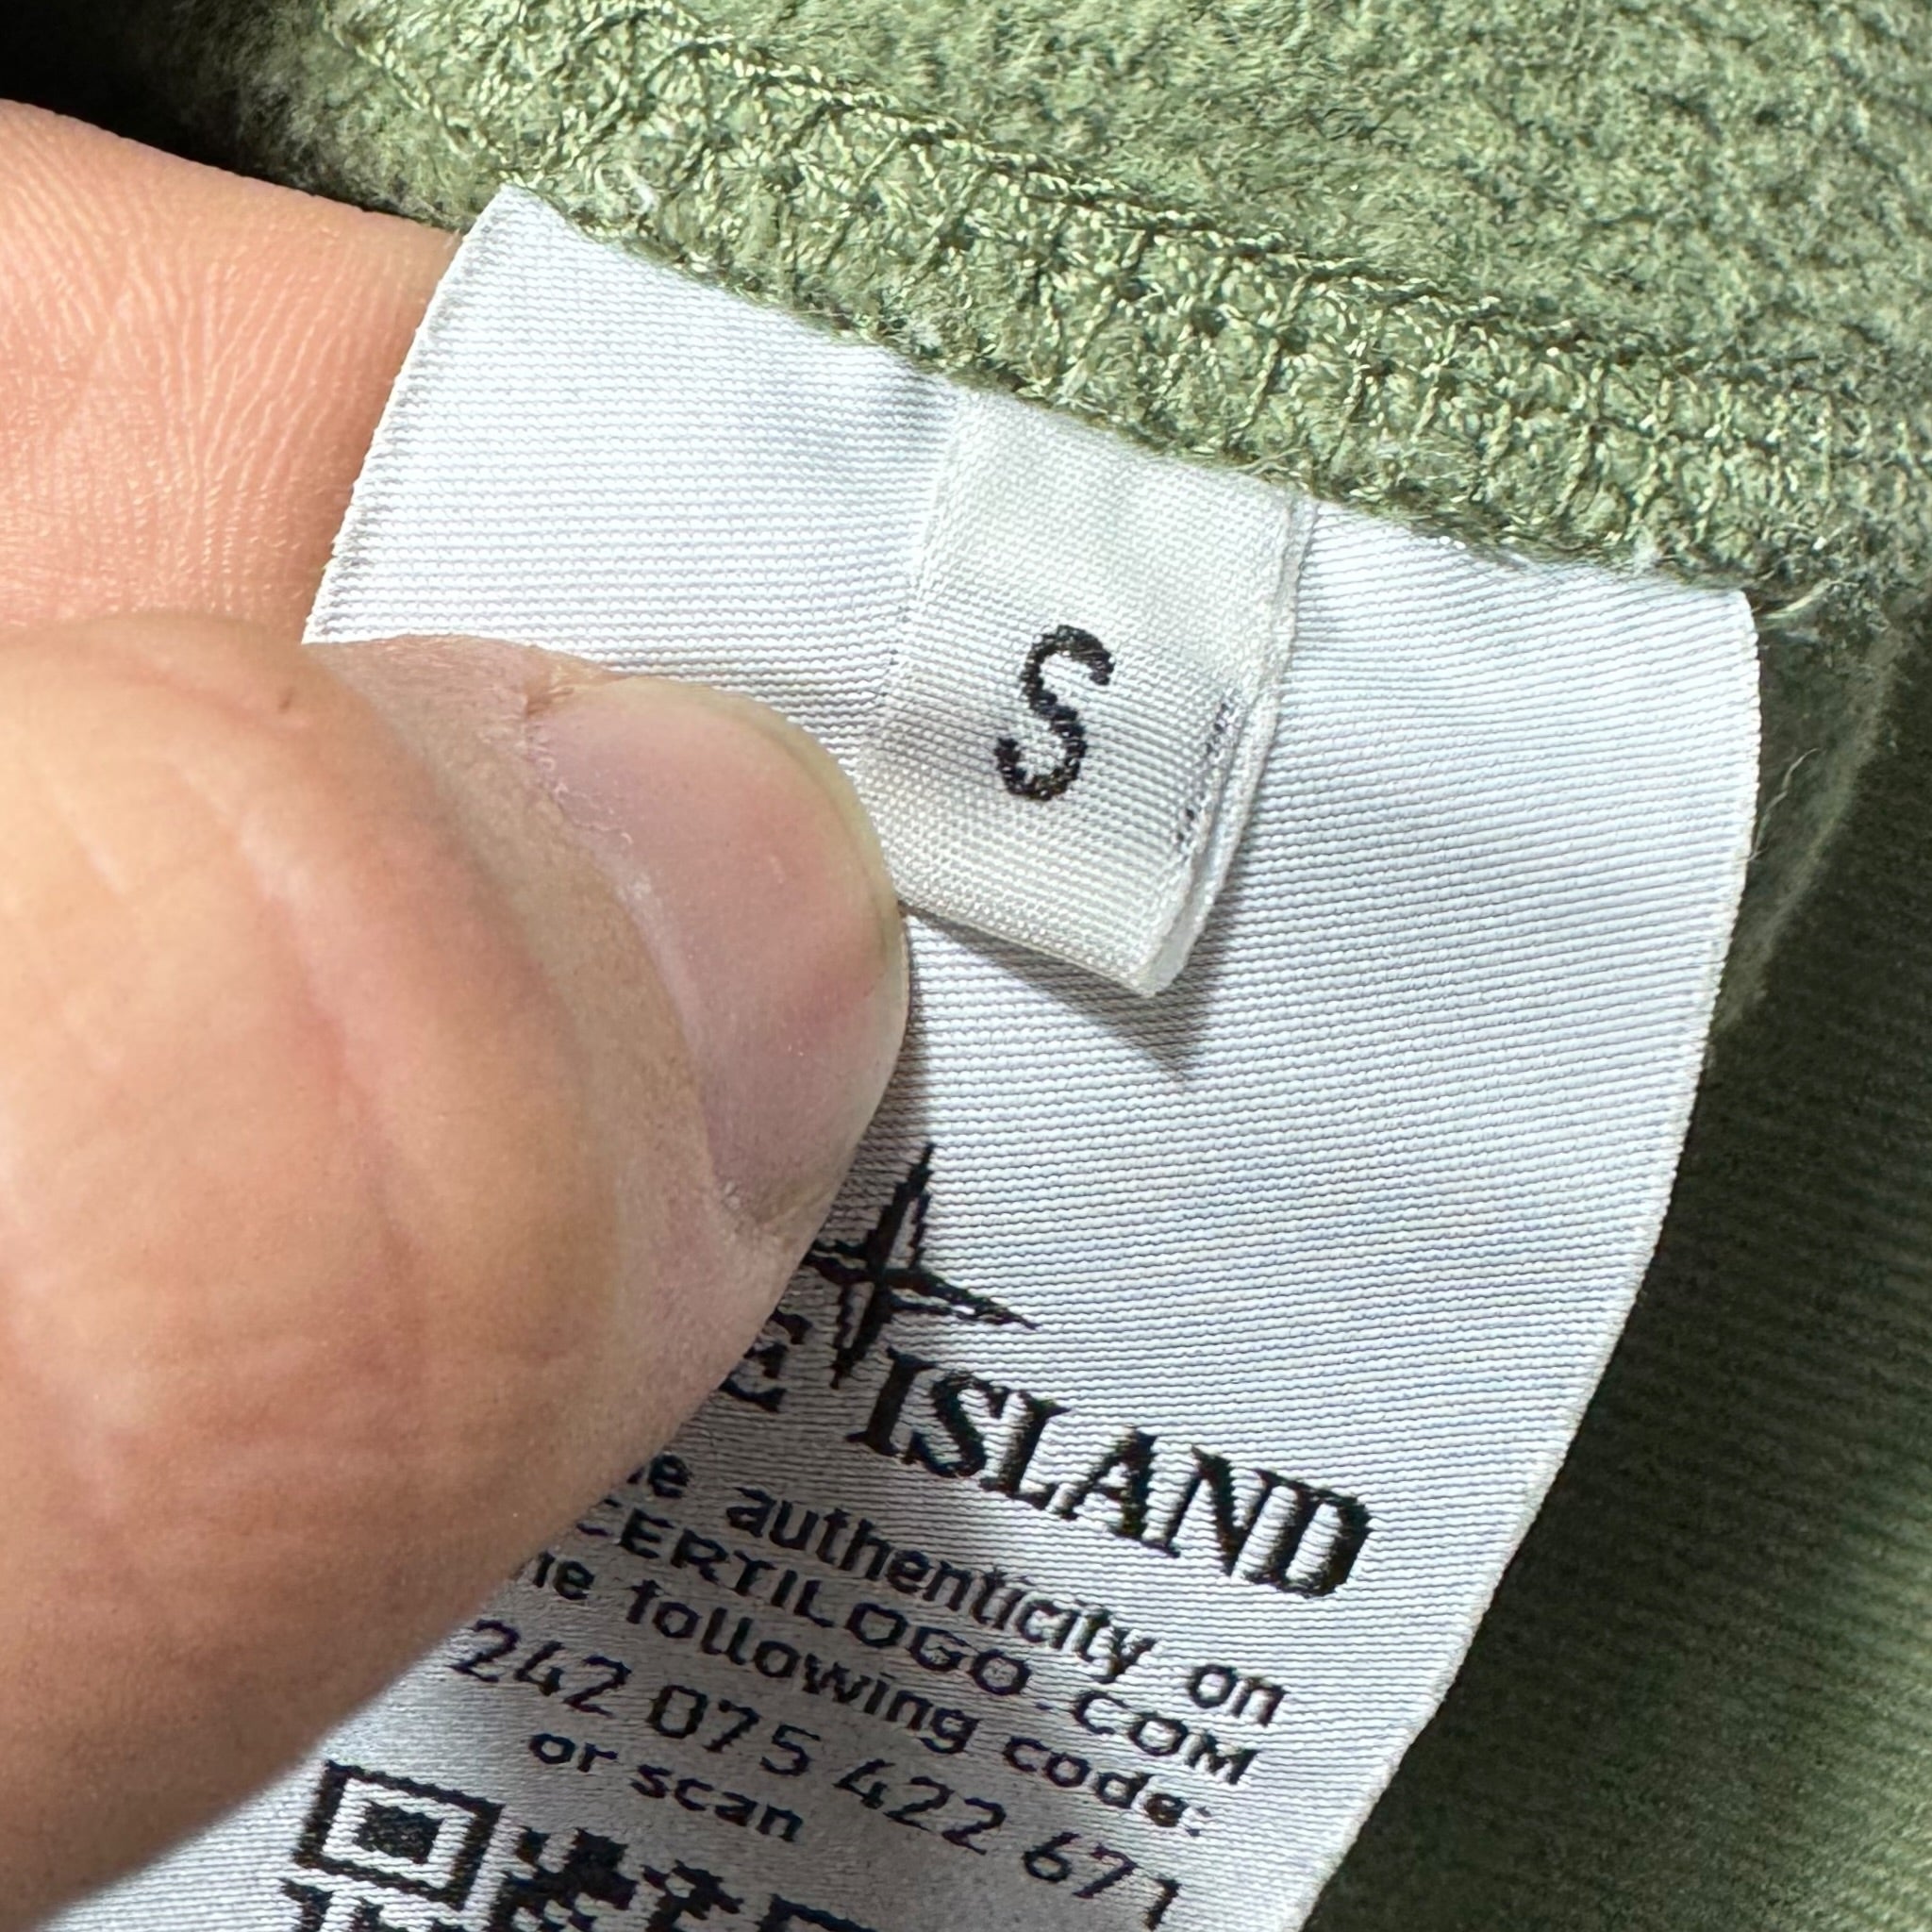 S
ISLAND
authenticity on
CERTILOGO.COM
following code:
242 075 422 671
or scan